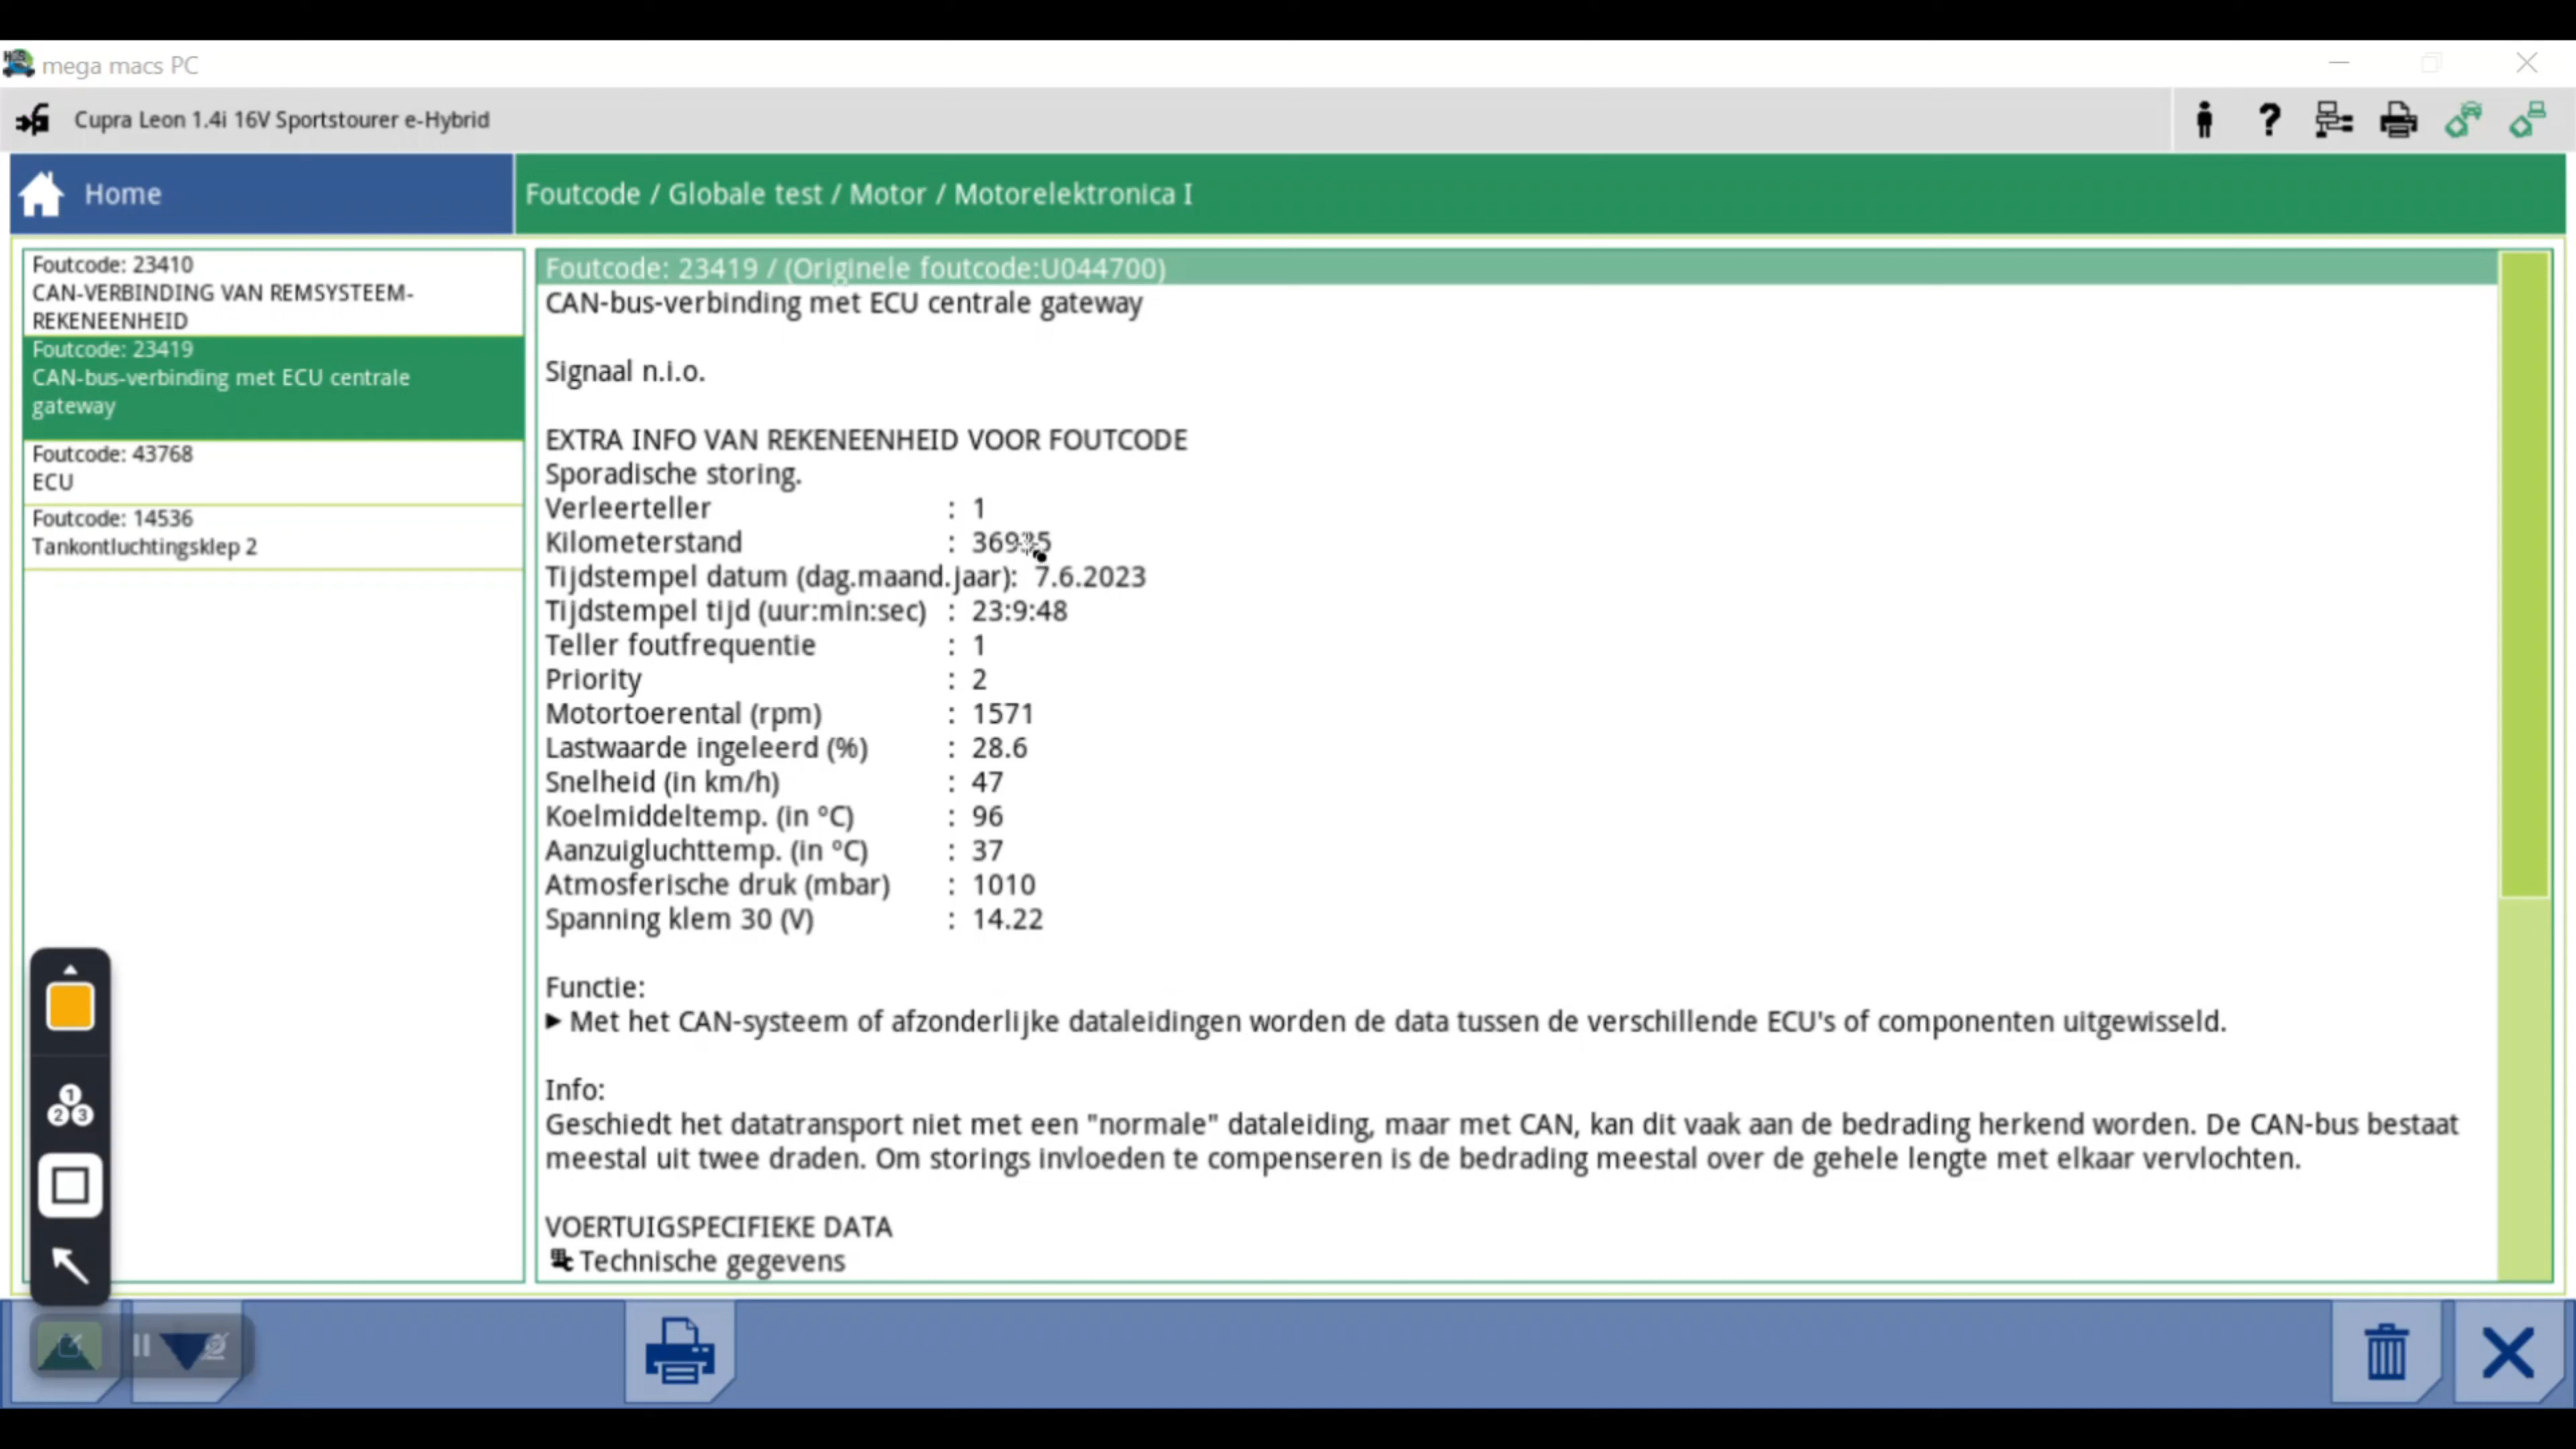 mega macs PC
Cupra Leon 1.4i 16V Sportstourer e-Hybrid
?
Home
Foutcode / Globale test / Motor / Motorelektronica I
Foutcode: 23410
CAN-VERBINDING VAN REMSYSTEEM-
REKENEENHEID
Foutcode: 23419
CAN-bus-verbinding met ECU centrale
gateway
Foutcode: 43768
ECU
Foutcode: 14536
Tankontluchtingsklep 2
Foutcode: 23419 / (Originele foutcode:U044700)
CAN-bus-verbinding met ECU centrale gateway
Signaal n.i.o.
EXTRA INFO VAN REKENEENHEID VOOR FOUTCODE
Sporadische storing.
Verleerteller : 1
Kilometerstand :
Tijdstempel datum (dag.maand.jaar): 7.6.2023
Tijdstempel tijd (uur:min:sec) : 23:9:48
Teller foutfrequentie : 1
Priority : 2
Motortoerental (rpm) : 1571
Lastwaarde ingeleerd (%) : 28.6
Snelheid (in km/h) : 47
Koelmiddeltemp. (in ºC) : 96
Aanzuigluchttemp. (in ºC) : 37
Atmosferische druk (mbar) : 1010
Spanning klem 30 (V) : 14.22
Functie:
Met het CAN-systeem of afzonderlijke dataleidingen worden de data tussen de verschillende ECU's of componenten uitgewisseld.
Info:
Geschiedt het datatransport niet met een "normale" dataleiding, maar met CAN, kan dit vaak aan de bedrading herkend worden. De CAN-bus bestaat
meestal uit twee draden. Om storings invloeden te compenseren is de bedrading meestal over de gehele lengte met elkaar vervlochten.
VOERTUIGSPECIFIEKE DATA
Technische gegevens
1
2 3